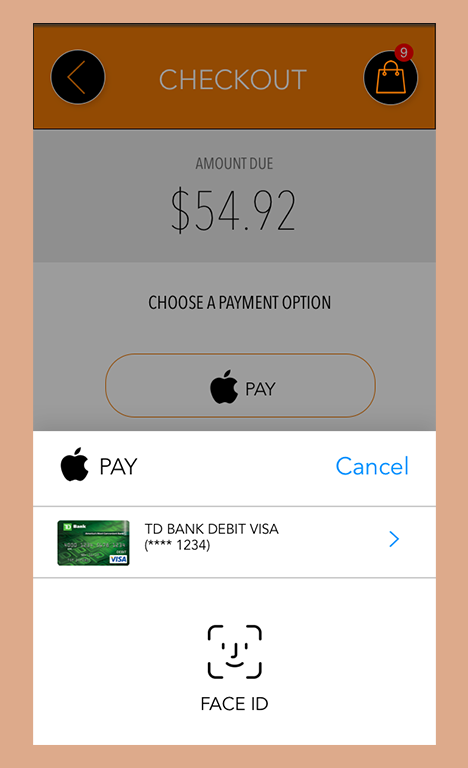 9
CHECKOUT
AMOUNT DUE
$54.92
CHOOSE A PAYMENT OPTION
PAY
PAY
Cancel
TD Bank
DEBIT
VISA
TD BANK DEBIT VISA
(**** 1234)
FACE ID